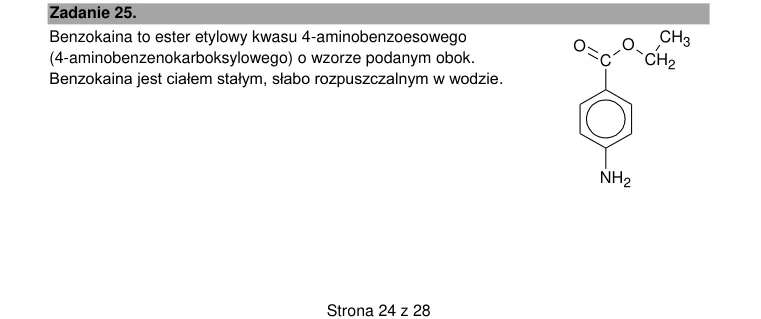 Zadanie 25.
Benzokaina to ester etylowy kwasu 4-aminobenzoesowego
(4-aminobenzenokarboksylowego) o wzorze podanym obok.
Benzokaina jest ciałem stałym, słabo rozpuszczalnym w wodzie.
CH3
O
O
C
CH2
NH2
Strona 24 z 28